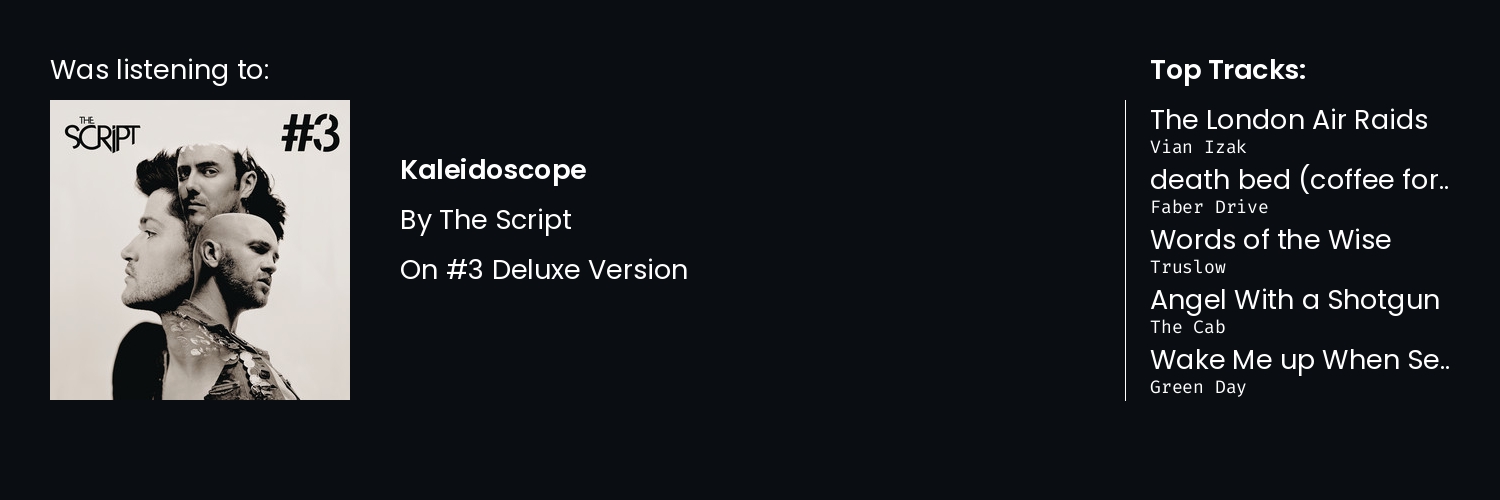 Was listening to:
THE
SCRIPT
#3
Kaleidoscope
By The Script
On #3 Deluxe Version
Top Tracks:
The London Air Raids
Vian Izak
death bed (coffee for..
Faber Drive
Words of the Wise
Truslow
Angel With a Shotgun
The Cab
Wake Me up When Se..
Green Day